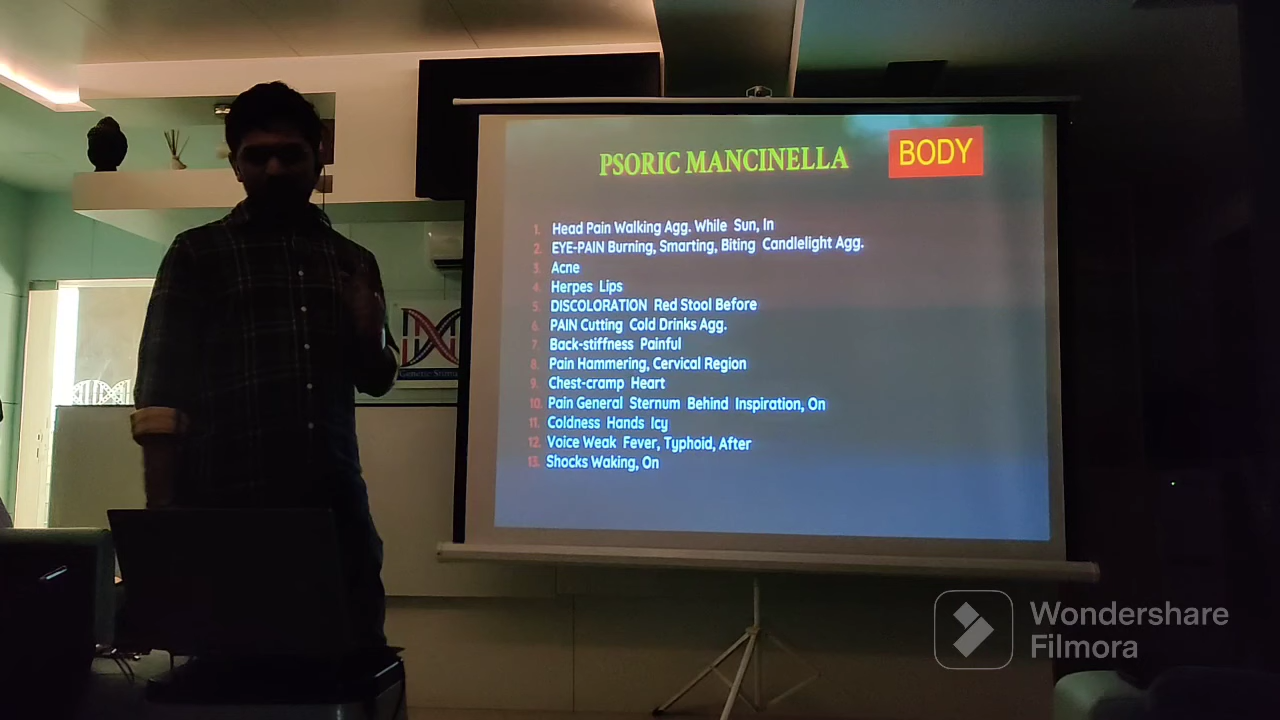 PSORIC MANCINELLA
BODY
1. Head Pain Walking Agg. While Sun, In
2. EYE-PAIN Burning, Smarting, Biting Candlelight Agg.
3. Acne
4. Herpes Lips
5. DISCOLORATION Red Stool Before
6. PAIN Cutting Cold Drinks Agg.
7. Back-stiffness Painful
8. Pain Hammering, Cervical Region
9. Chest-cramp Heart
10. Pain General Sternum Behind Inspiration, On
11. Coldness Hands Icy
12. Voice Weak Fever, Typhoid, After
13. Shocks Waking, On
Wondershare
Filmora